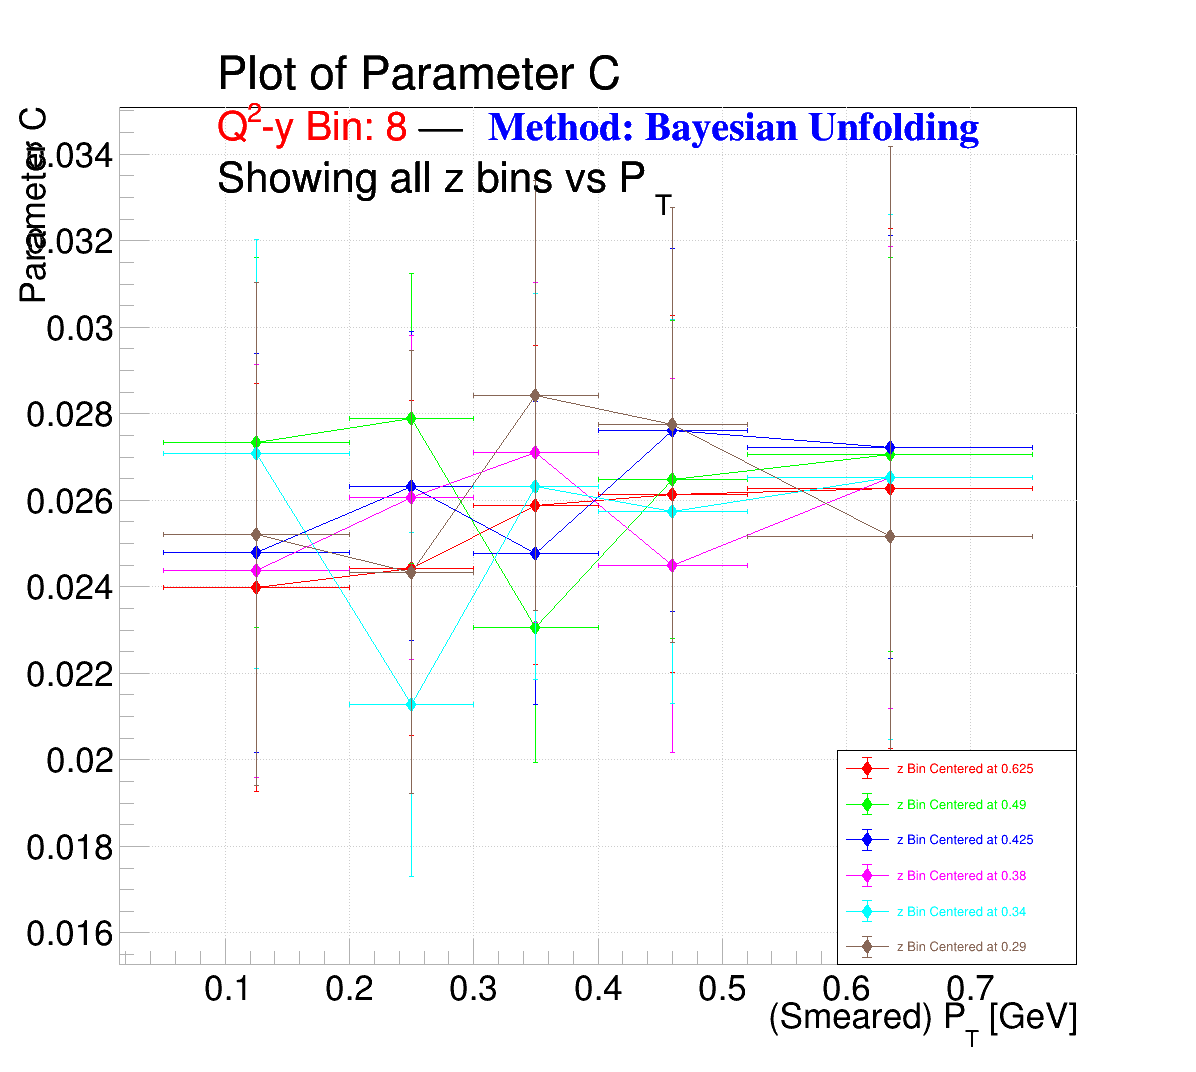 Plot of Parameter C
Q2-y Bin: 8 — Method: Bayesian Unfolding
Showing all z bins vs PT
Parameter C
0.034
0.032
0.03
0.028
0.026
0.024
0.022
0.02
0.018
0.016
z Bin Centered at 0.625
z Bin Centered at 0.49
z Bin Centered at 0.425
z Bin Centered at 0.38
z Bin Centered at 0.34
z Bin Centered at 0.29
0.1 0.2 0.3 0.4 0.5 0.6 0.7
(Smeared) PT [GeV]